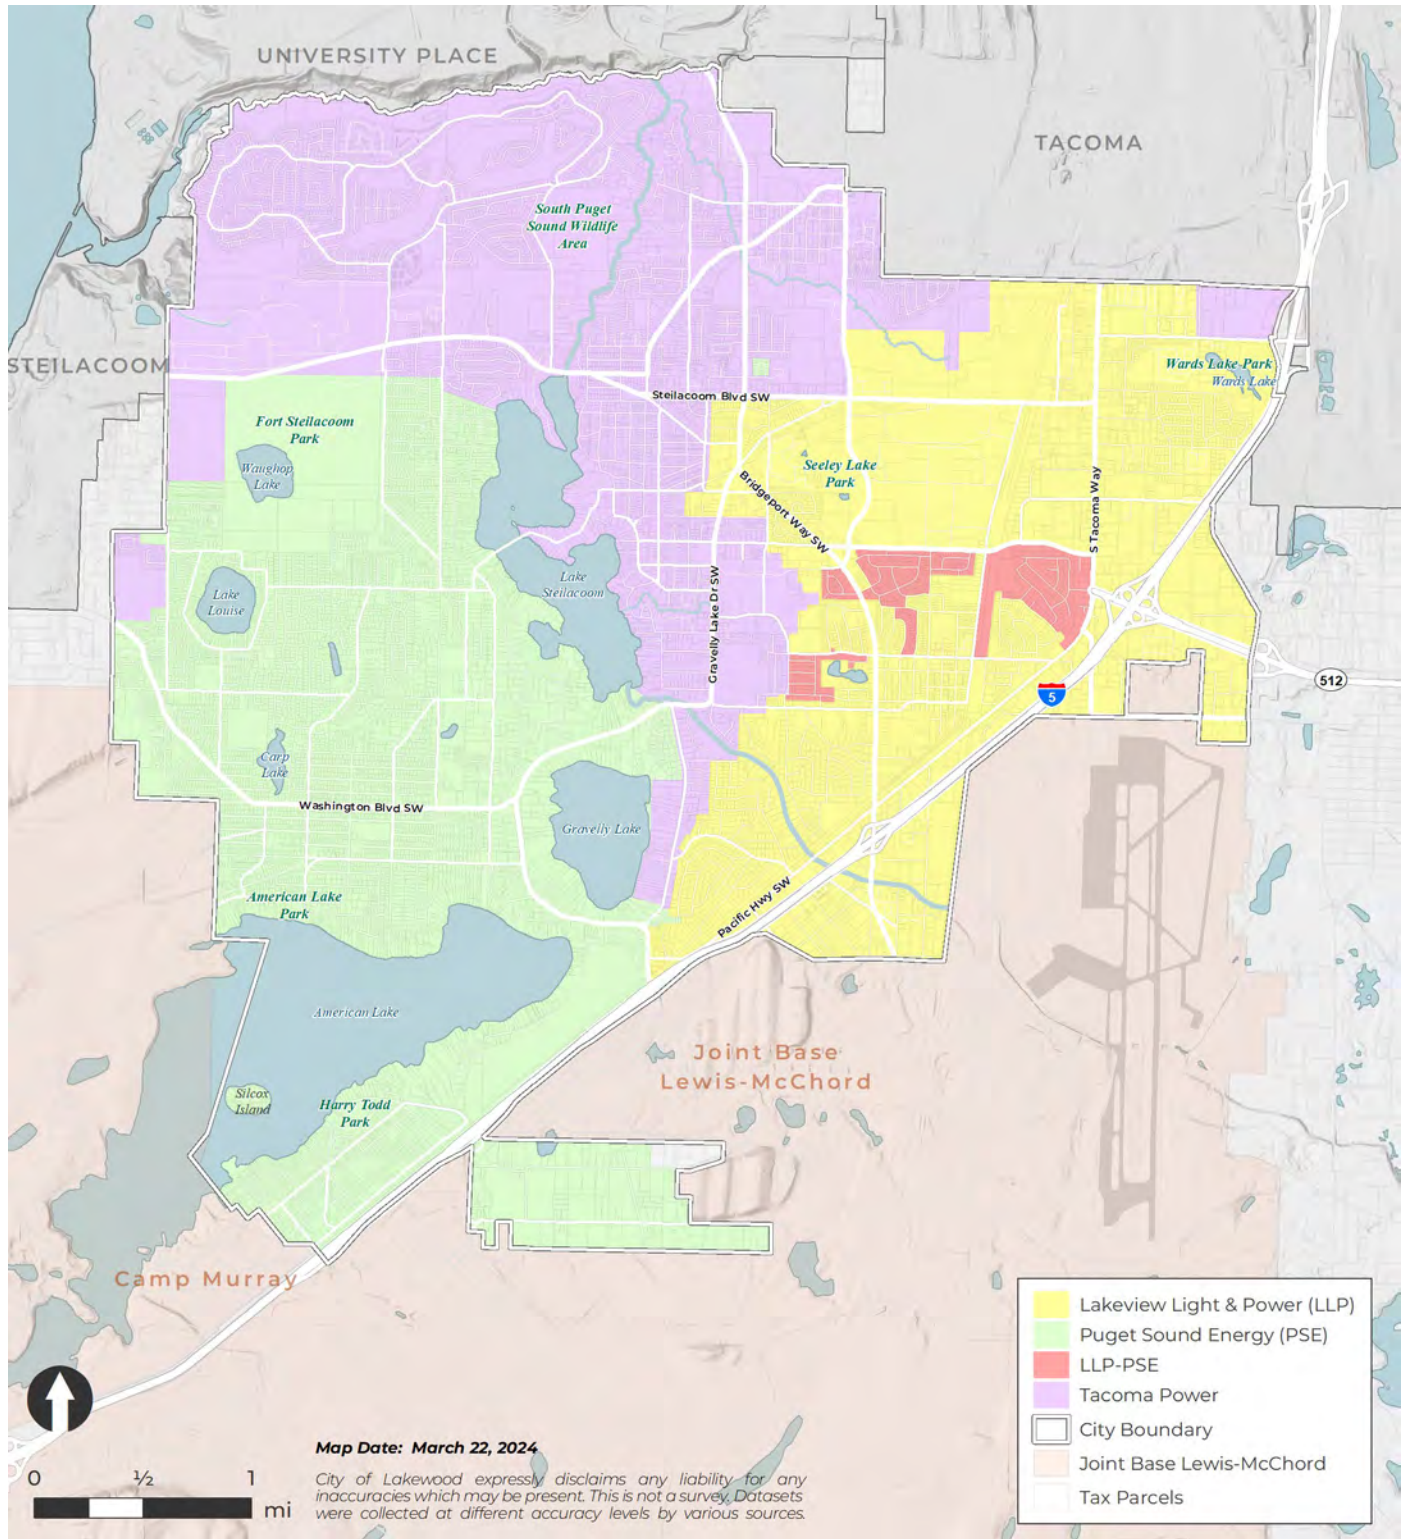 UNIVERSITY PLACE
TACOMA
South Puget
Sound Wildlife
Area
STEILACOOM
Wards Lake Park
Wards Lake
Steilacoom Blvd SW
Fort Steilacoom
Park
Waughop
Lake
Seeley Lake
Park
Bridgeport Way SW
S Tacoma Way
Lake
Steilacoom
Lake
Louise
Gravelly Lake Dr SW
512
5
Carp
Lake
Washington Blvd SW
Gravelly Lake
American Lake
Park
Pacific Hwy SW
American Lake
Joint Base
Lewis-McChord
Silcox
Island
Harry Todd
Park
Camp Murray
Lakeview Light & Power (LLP)
Puget Sound Energy (PSE)
LLP-PSE
Tacoma Power
City Boundary
Joint Base Lewis-McChord
Tax Parcels
Map Date: March 22, 2024
0 ½ 1
mi
City of Lakewood expressly disclaims any liability for any
inaccuracies which may be present. This is not a survey. Datasets
were collected at different accuracy levels by various sources.